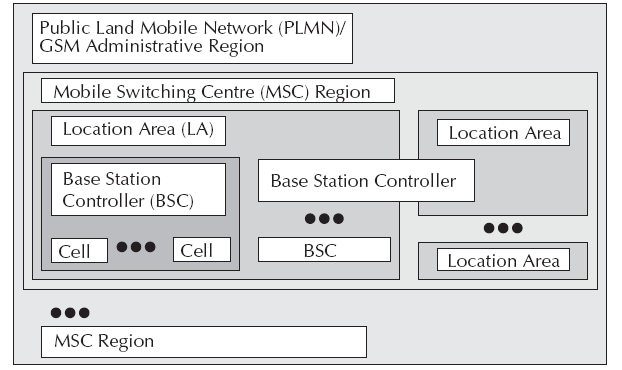 Public Land Mobile Network (PLMN)/
GSM Administrative Region
Mobile Switching Centre (MSC) Region
Location Area (LA)
Location Area
Base Station
Controller (BSC)
Base Station Controller
Cell
Cell
BSC
Location Area
MSC Region